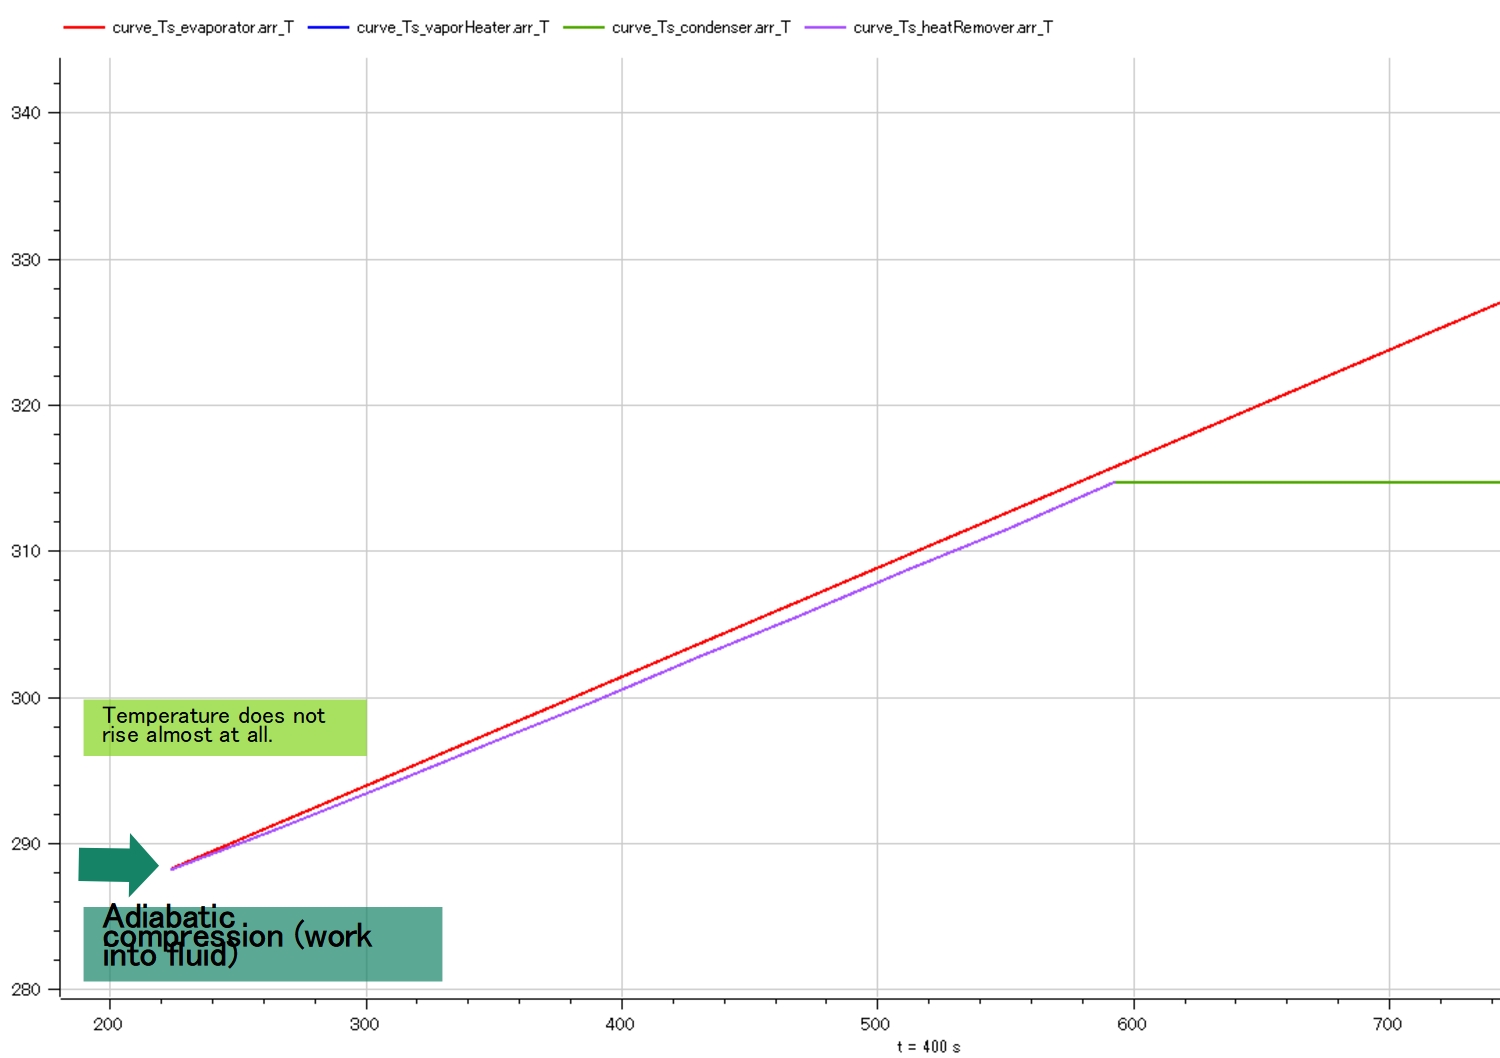 curve_Ts_evaporator.arr_T curve_Ts_vaporHeater.arr_T curve_Ts_condenser.arr_T curve_Ts_heatRemover.arr_T
340
330
320
310
300
Temperature does not
rise almost at all.
290
Adiabatic
compression (work
into fluid)
280
200 300 400 500 600 700
t = 400 s